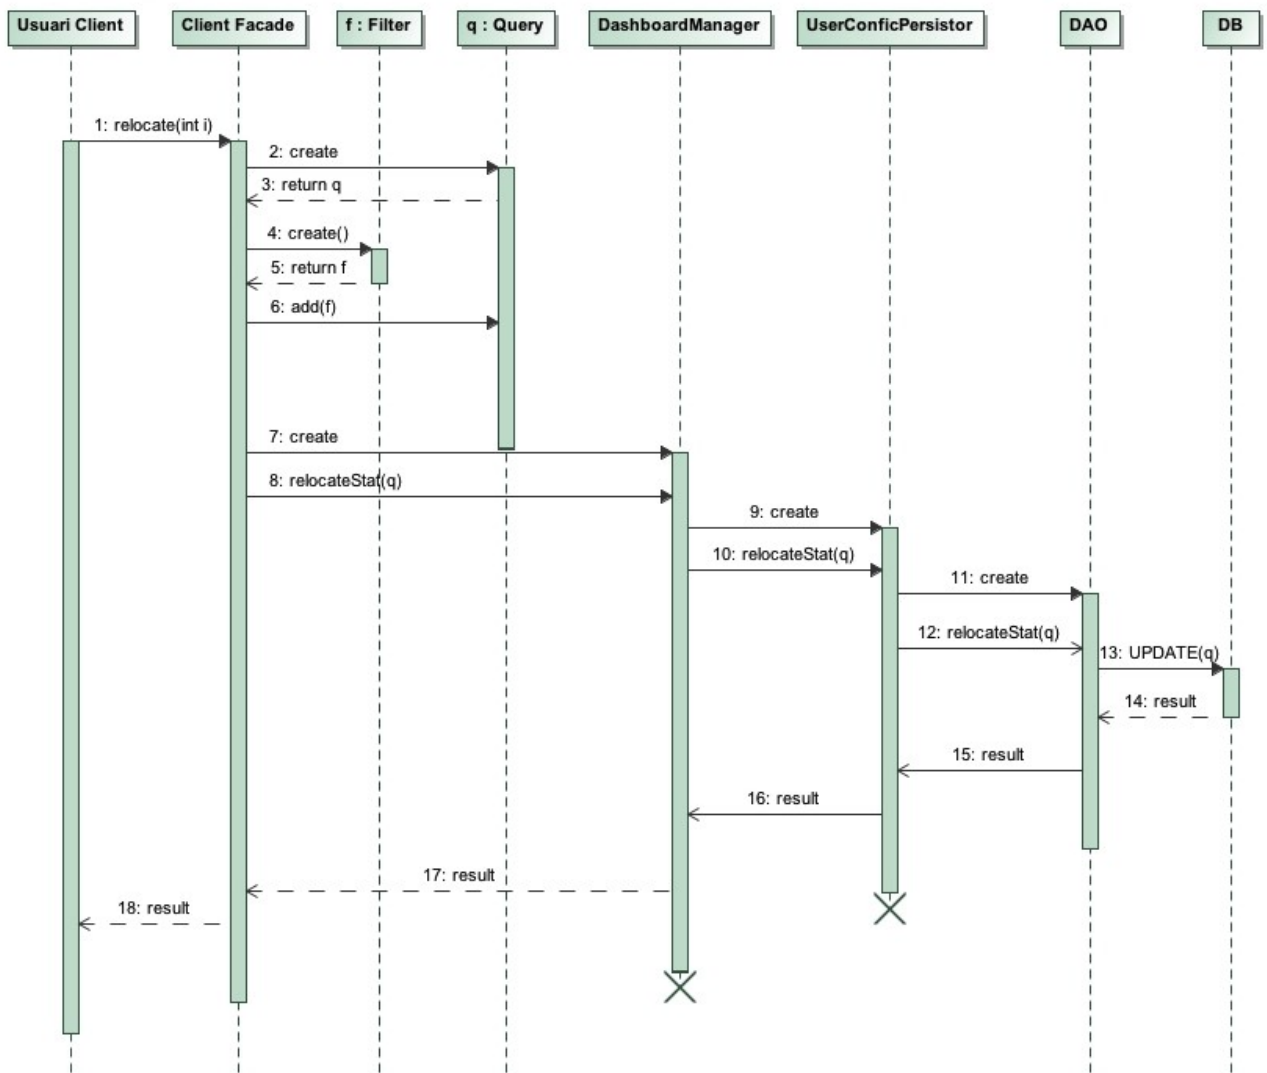 Usuari Client
Client Facade
f : Filter
q : Query
DashboardManager
UserConficPersistor
DAO
DB
1: relocate(int i)
2: create
3: return q
4: create()
5: return f
6: add(f)
7: create
8: relocateStat(q)
9: create
10: relocateStat(q)
11: create
12: relocateStat(q)
13: UPDATE(q)
14: result
15: result
16: result
17: result
18: result